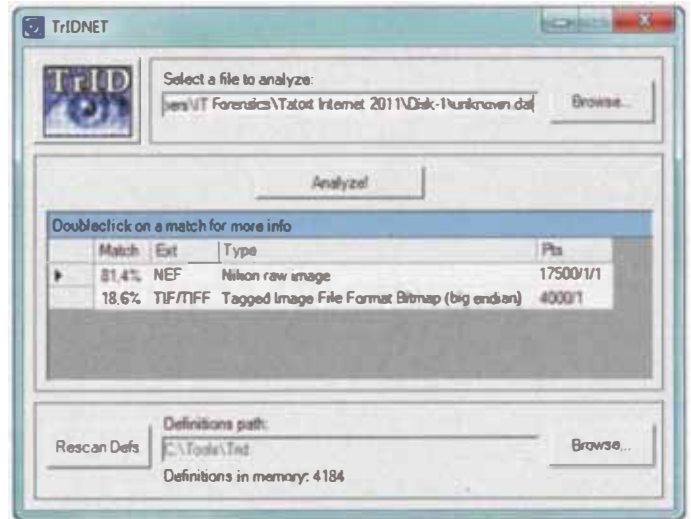 TrIDNET
TrID
Select a file to analyze:
sers\IT Forensics\Tatort Internet 2011\Disk-1\unknown.dat
Browse...
Analyze!
Doubleclick on a match for more info
Match Ext Type Pts
81,4% NEF Nikon raw image 17500/1/1
18,6% TIF/TIFF Tagged Image File Format Bitmap (big endian) 4000/1
Rescan Defs
Definitions path:
C:\Tools\Trid
Browse...
Definitions in memory: 4184